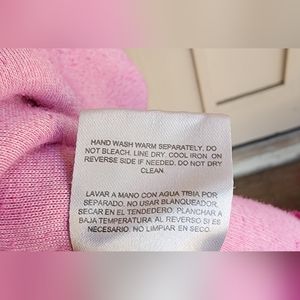 HAND WASH WARM SEPARATELY. DO
NOT BLEACH. LINE DRY. COOL IRON ON
REVERSE SIDE IF NEEDED. DO NOT DRY
CLEAN.
LAVAR A MANO CON AGUA TIBIA POR
SEPARADO. NO USAR BLANQUEADOR.
SECAR EN EL TENDEDERO. PLANCHAR A
BAJA TEMPERATURA AL REVERSO SI ES
NECESARIO. NO LIMPIAR EN SECO.